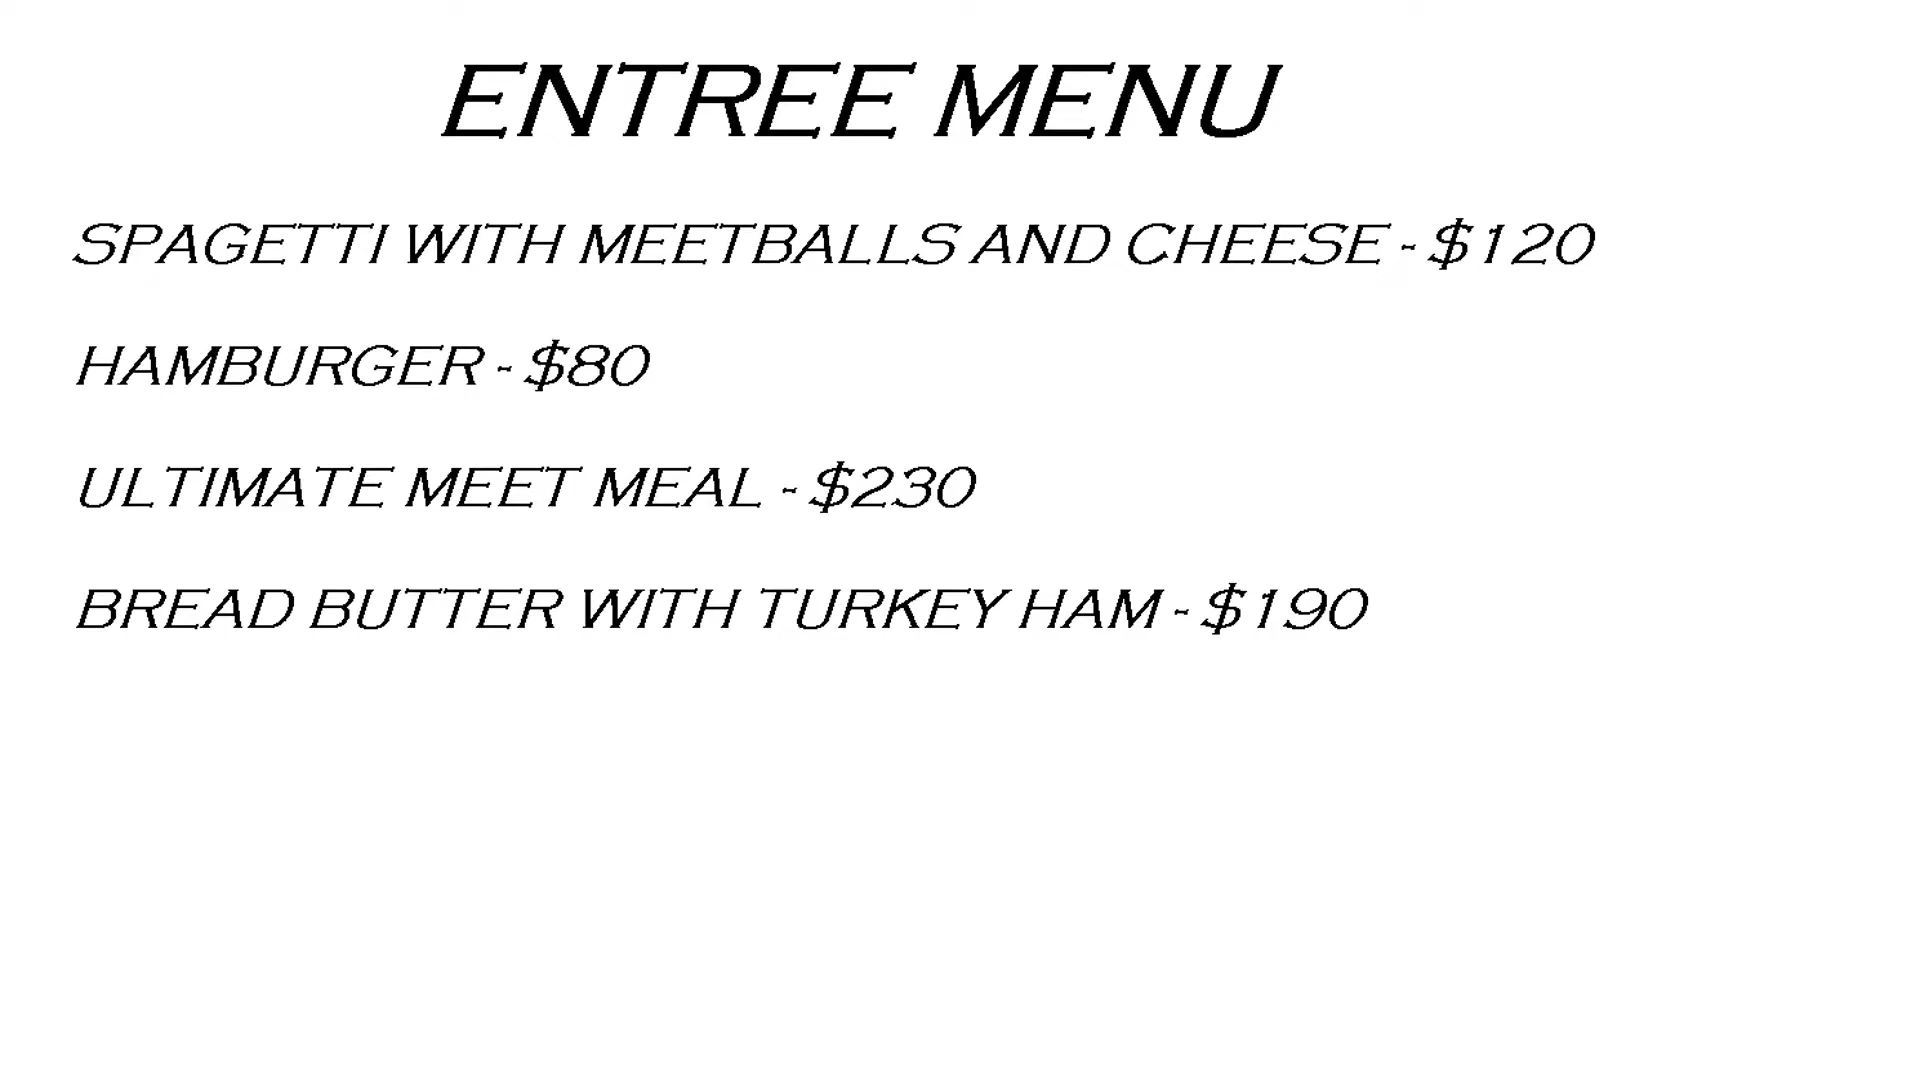 ENTREE MENU
SPAGETTI WITH MEETBALLS AND CHEESE - $120
HAMBURGER - $80
ULTIMATE MEET MEAL - $230
BREAD BUTTER WITH TURKEY HAM - $190